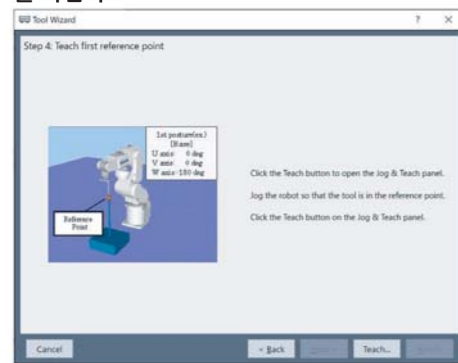 Tool Wizard
Step 4: Teach first reference point
1st posture(ex.)
[Base]
U axis 0 deg
V axis 0 deg
W axis-180 deg
Click the Teach button to open the Jog & Teach panel.
Reference
Point
Jog the robot so that the tool is in the reference point.
Click the Teach button on the Jog & Teach panel.
Cancel
< Back
Teach...